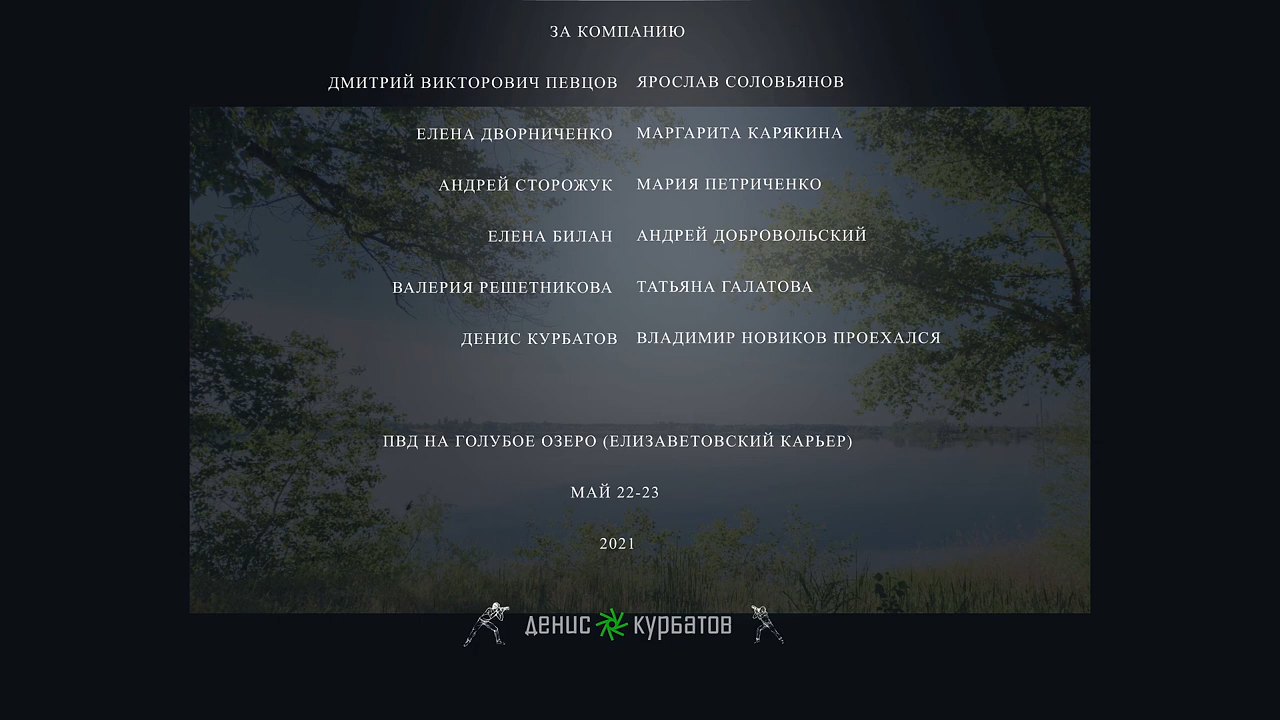 ЗА КОМПАНИЮ
ДМИТРИЙ ВИКТОРОВИЧ ПЕВЦОВ ЯРОСЛАВ СОЛОВЬЯНОВ
ЕЛЕНА ДВОРНИЧЕНКО МАРГАРИТА КАРЯКИНА
АНДРЕЙ СТОРОЖУК МАРИЯ ПЕТРИЧЕНКО
ЕЛЕНА БИЛАН АНДРЕЙ ДОБРОВОЛЬСКИЙ
ВАЛЕРИЯ РЕШЕТНИКОВА ТАТЬЯНА ГАЛАТОВА
ДЕНИС КУРБАТОВ ВЛАДИМИР НОВИКОВ ПРОЕХАЛСЯ
ПВД НА ГОЛУБОЕ ОЗЕРО (ЕЛИЗАВЕТОВСКИЙ КАРЬЕР)
МАЙ 22-23
2021
ДЕНИС КУРБАТОВ